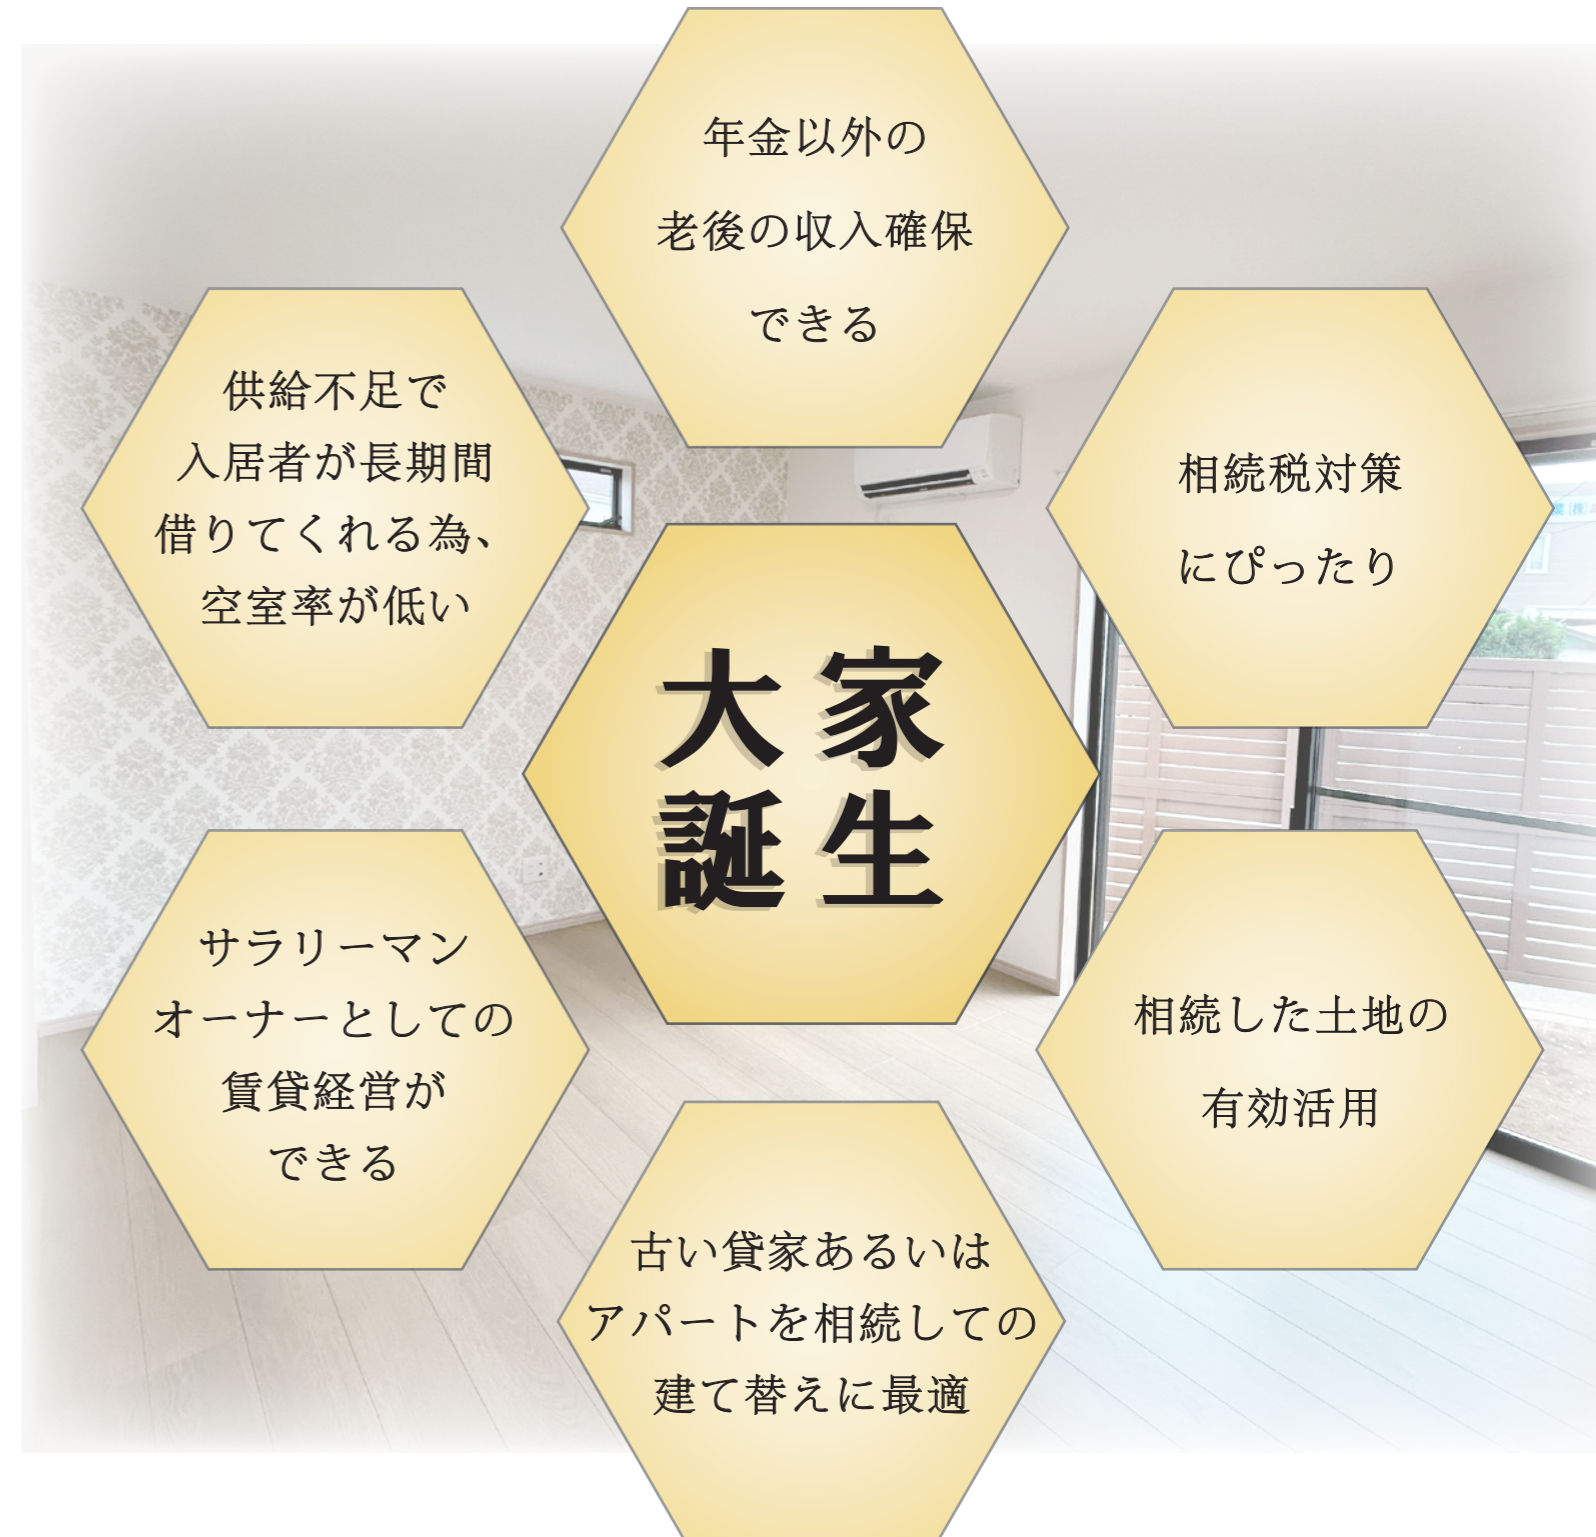 年金以外の
老後の収入確保
できる
供給不足で
入居者が長期間
借りてくれる為、
空室率が低い
相続税対策
にぴったり
大家
誕生
サラリーマン
オーナーとしての
賃貸経営が
できる
相続した土地の
有効活用
古い貸家あるいは
アパートを相続しての
建て替えに最適